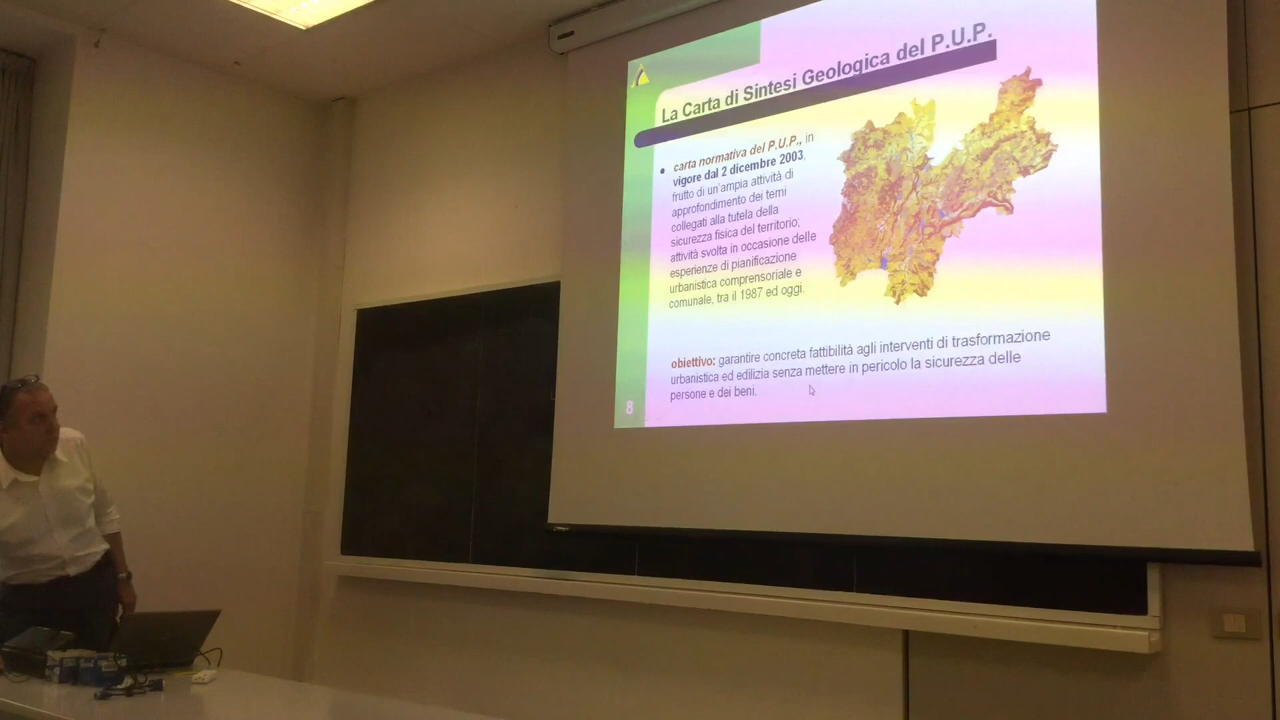 La Carta di Sintesi Geologica del P.U.P.
carta normativa del P.U.P., in
vigore dal 2 dicembre 2003,
frutto di un'ampia attività di
approfondimento dei temi
collegati alla tutela della
sicurezza fisica del territorio;
attività svolta in occasione delle
esperienze di pianificazione
urbanistica comprensoriale e
comunale, tra il 1987 ed oggi.
obiettivo: garantire concreta fattibilità agli interventi di trasformazione
urbanistica ed edilizia senza mettere in pericolo la sicurezza delle
persone e dei beni.
8